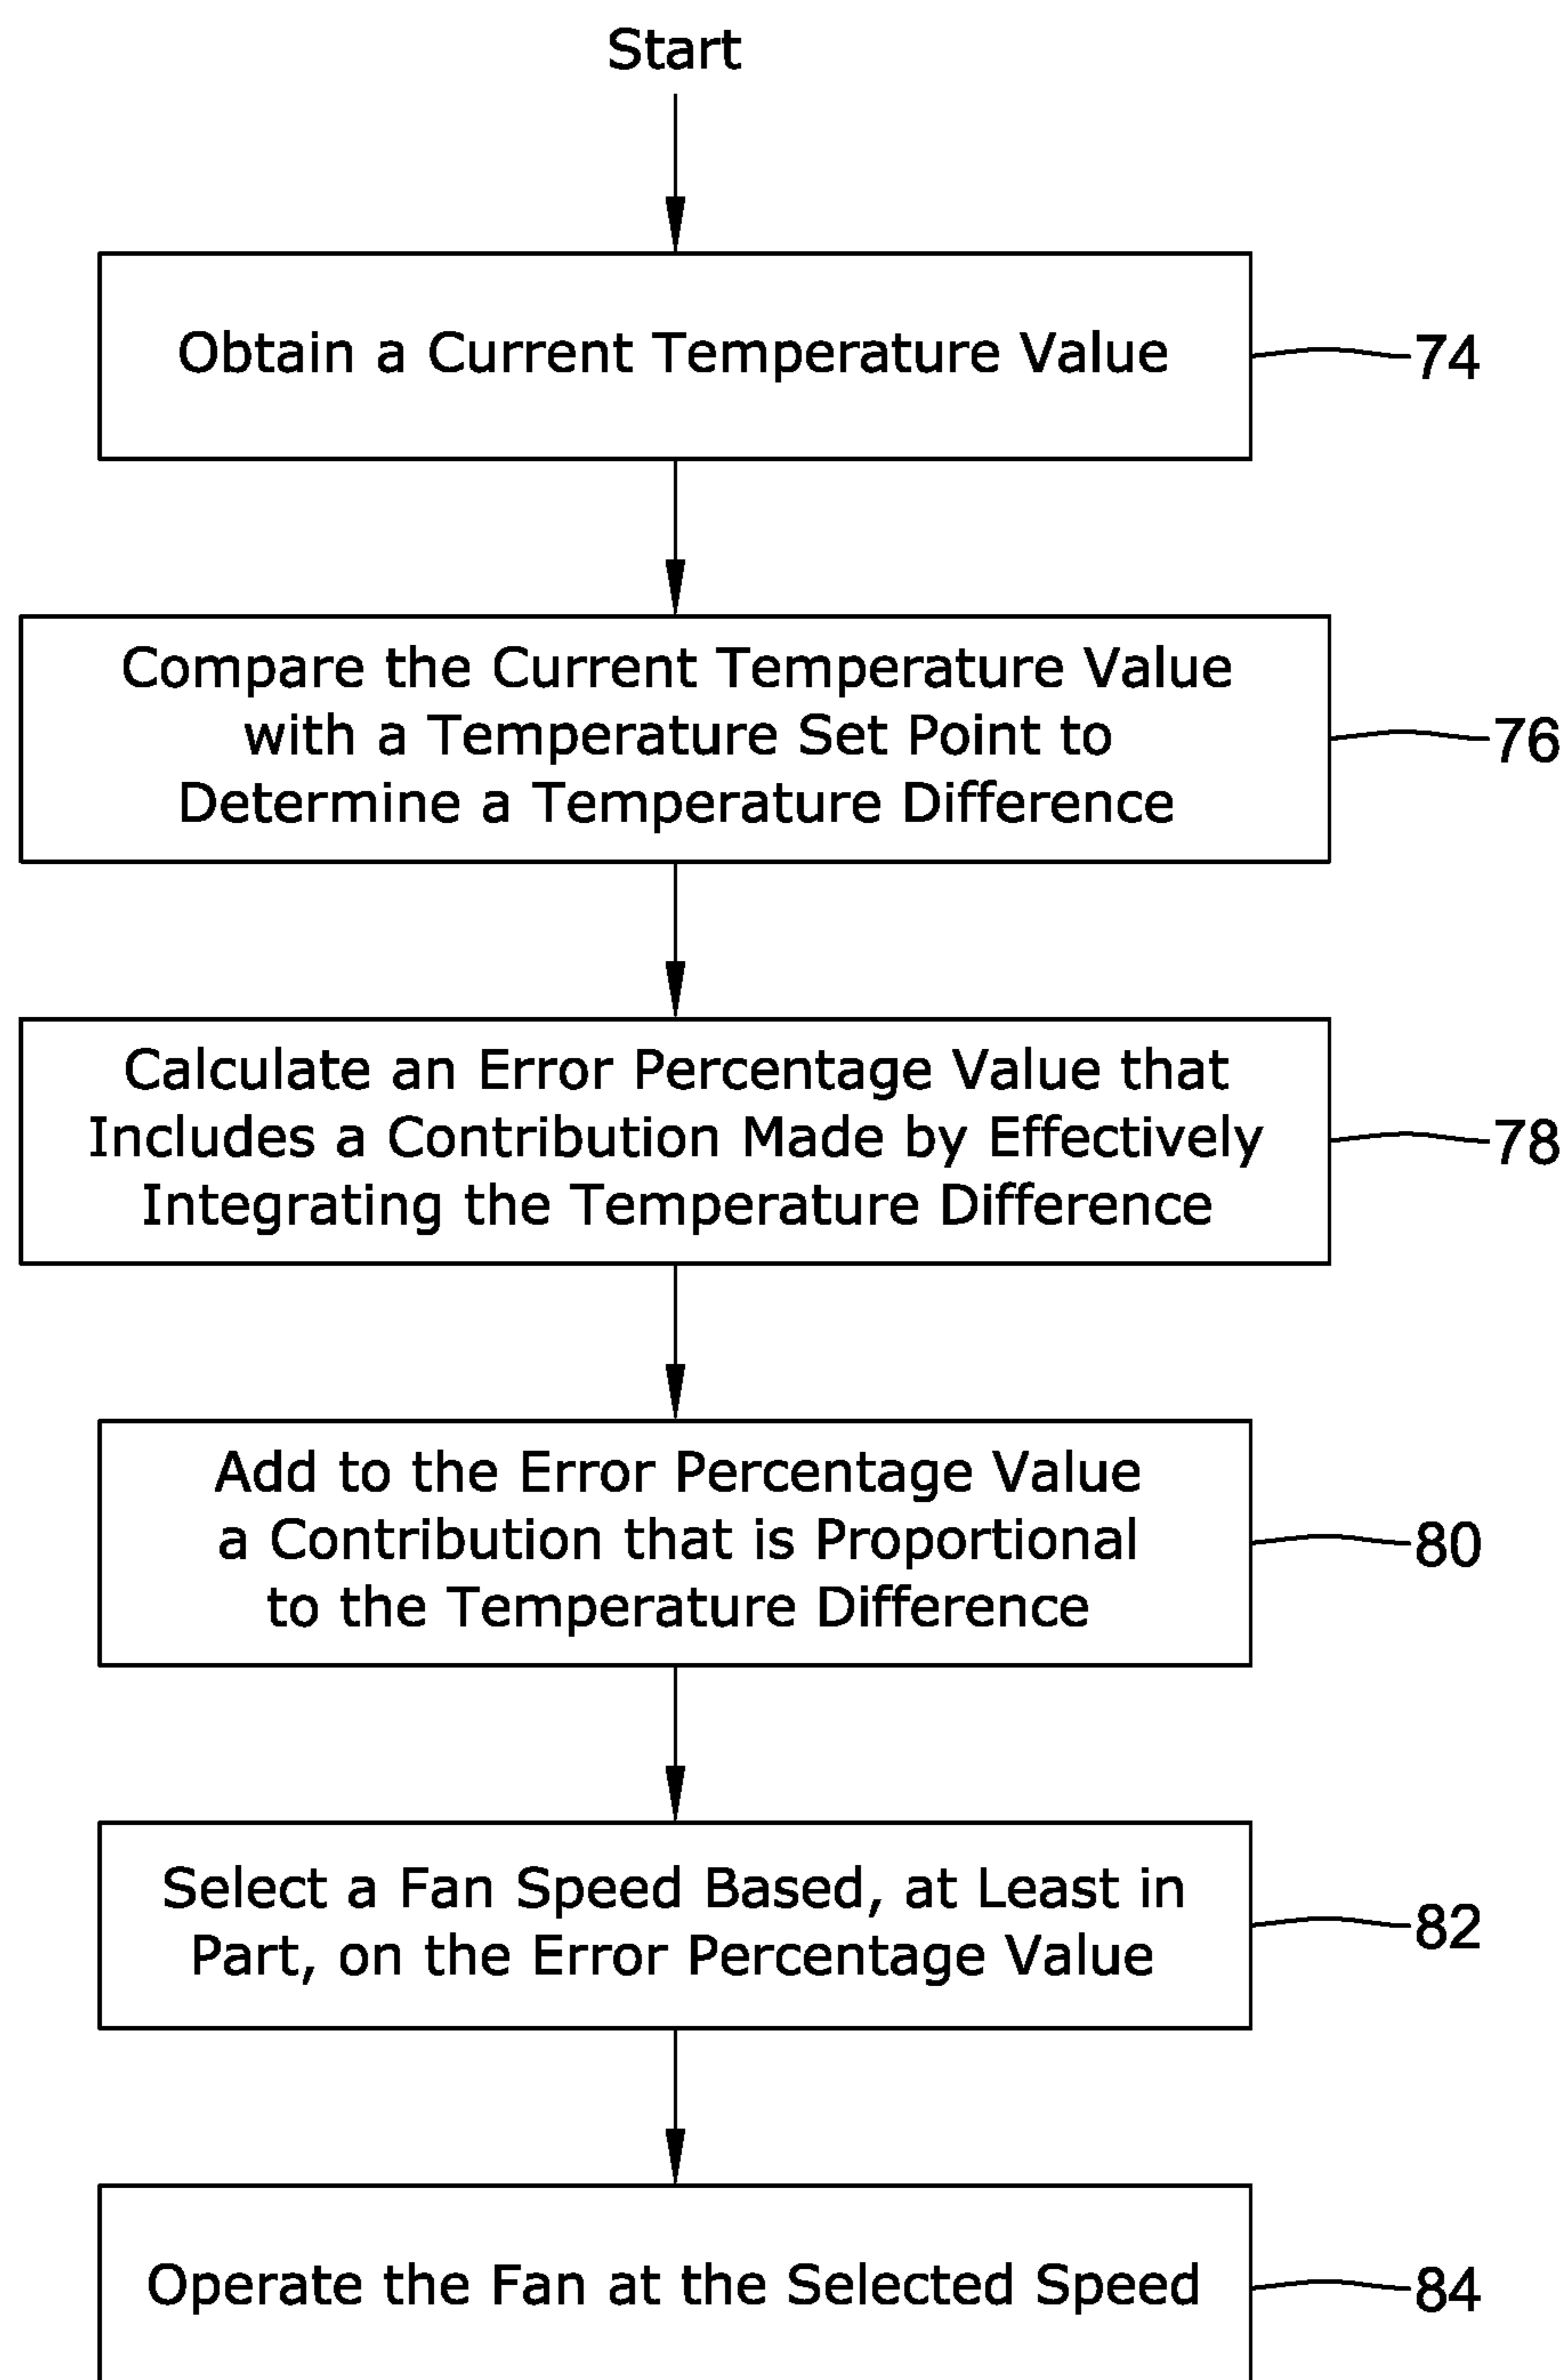 Start
Obtain a Current Temperature Value
74
Compare the Current Temperature Value
with a Temperature Set Point to
Determine a Temperature Difference
76
Calculate an Error Percentage Value that
Includes a Contribution Made by Effectively
Integrating the Temperature Difference
78
Add to the Error Percentage Value
a Contribution that is Proportional
to the Temperature Difference
80
Select a Fan Speed Based, at Least in
Part, on the Error Percentage Value
82
Operate the Fan at the Selected Speed
84